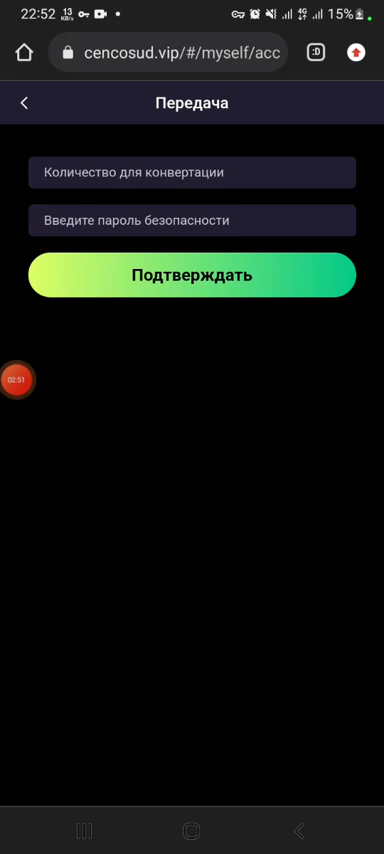 22:52 13 KB/s 4G 15%
cencosud.vip/#/myself/acc :D
Передача
Количество для конвертации
Введите пароль безопасности
Подтверждать
02:51